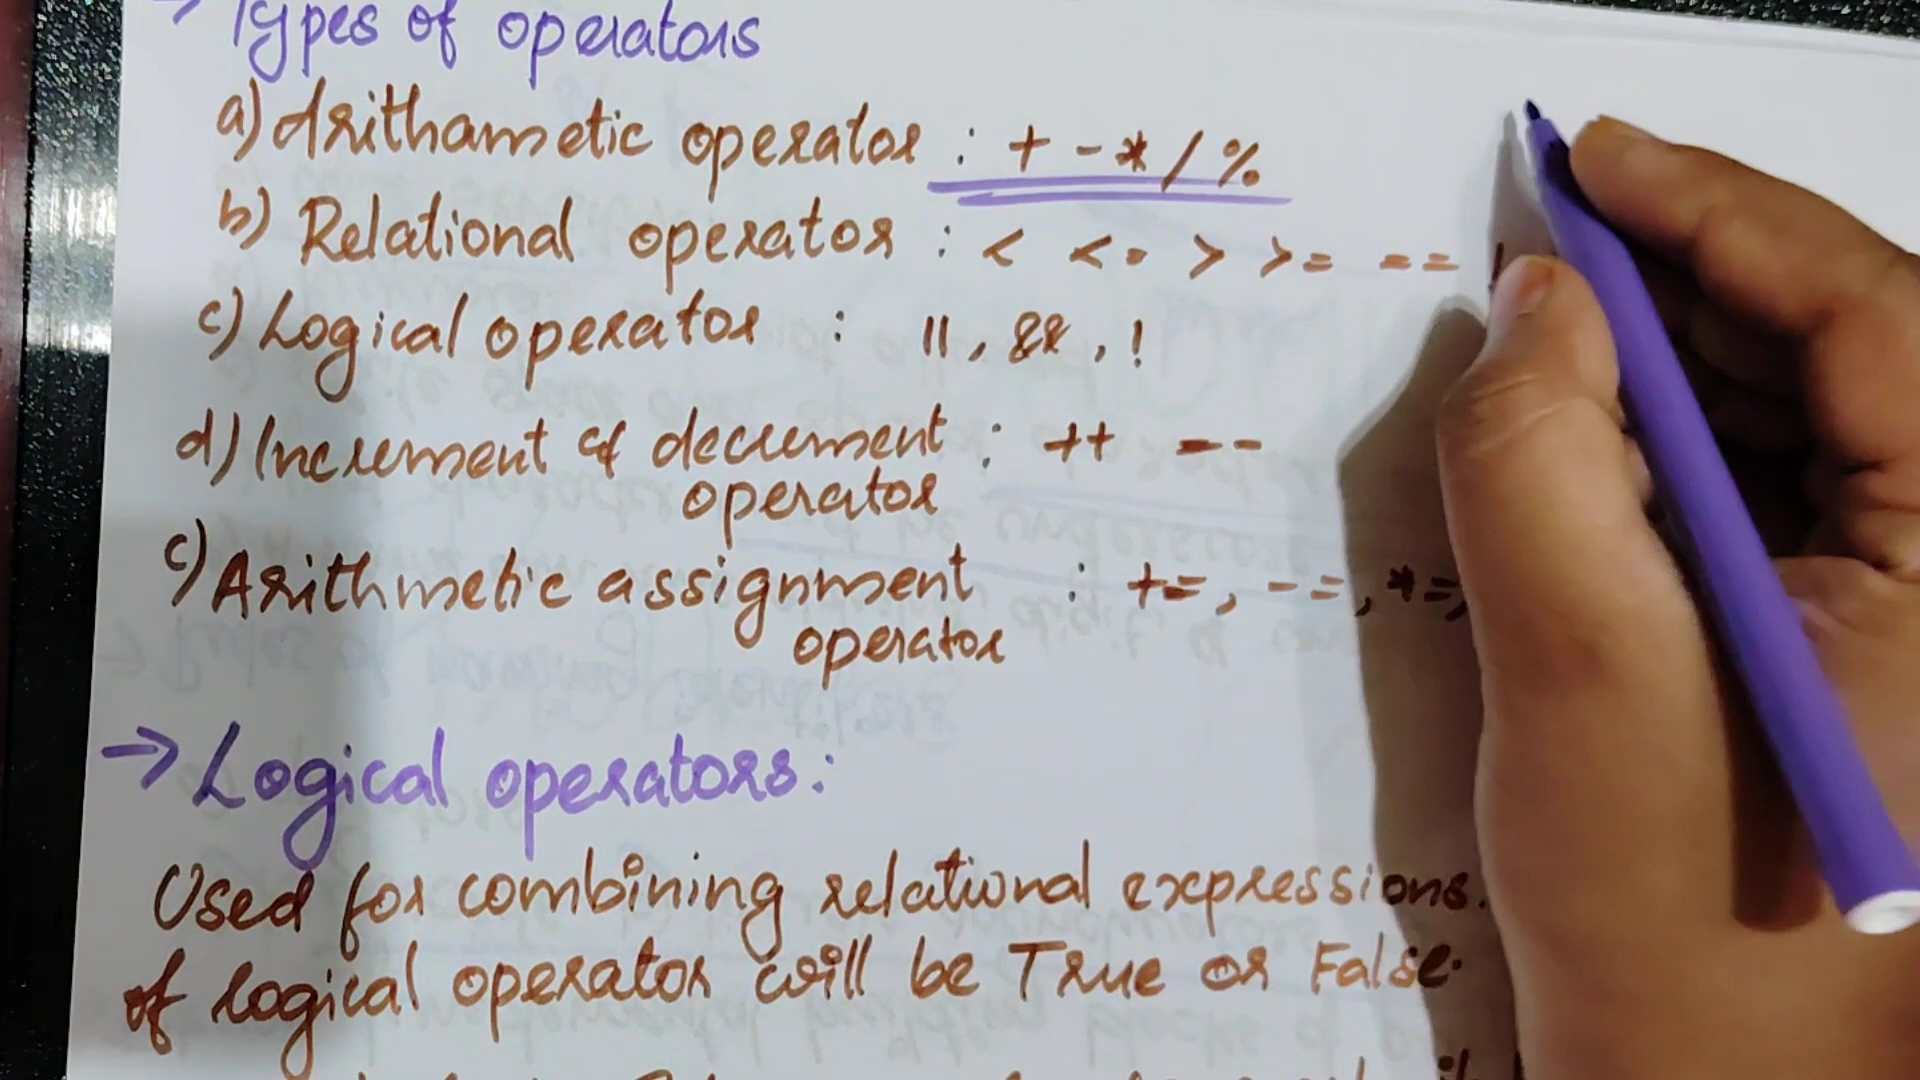 → Types of operators
a) Arithametic operator : + - * / %
b) Relational operator : < <= > >= ==
c) Logical operator : || , && , !
d) Increment & decrement : ++ --
operator
c) Arithmetic assignment : +=, -=, *=,
operator
→ Logical operators:
Used for combining relational expressions.
of logical operator will be True or False.